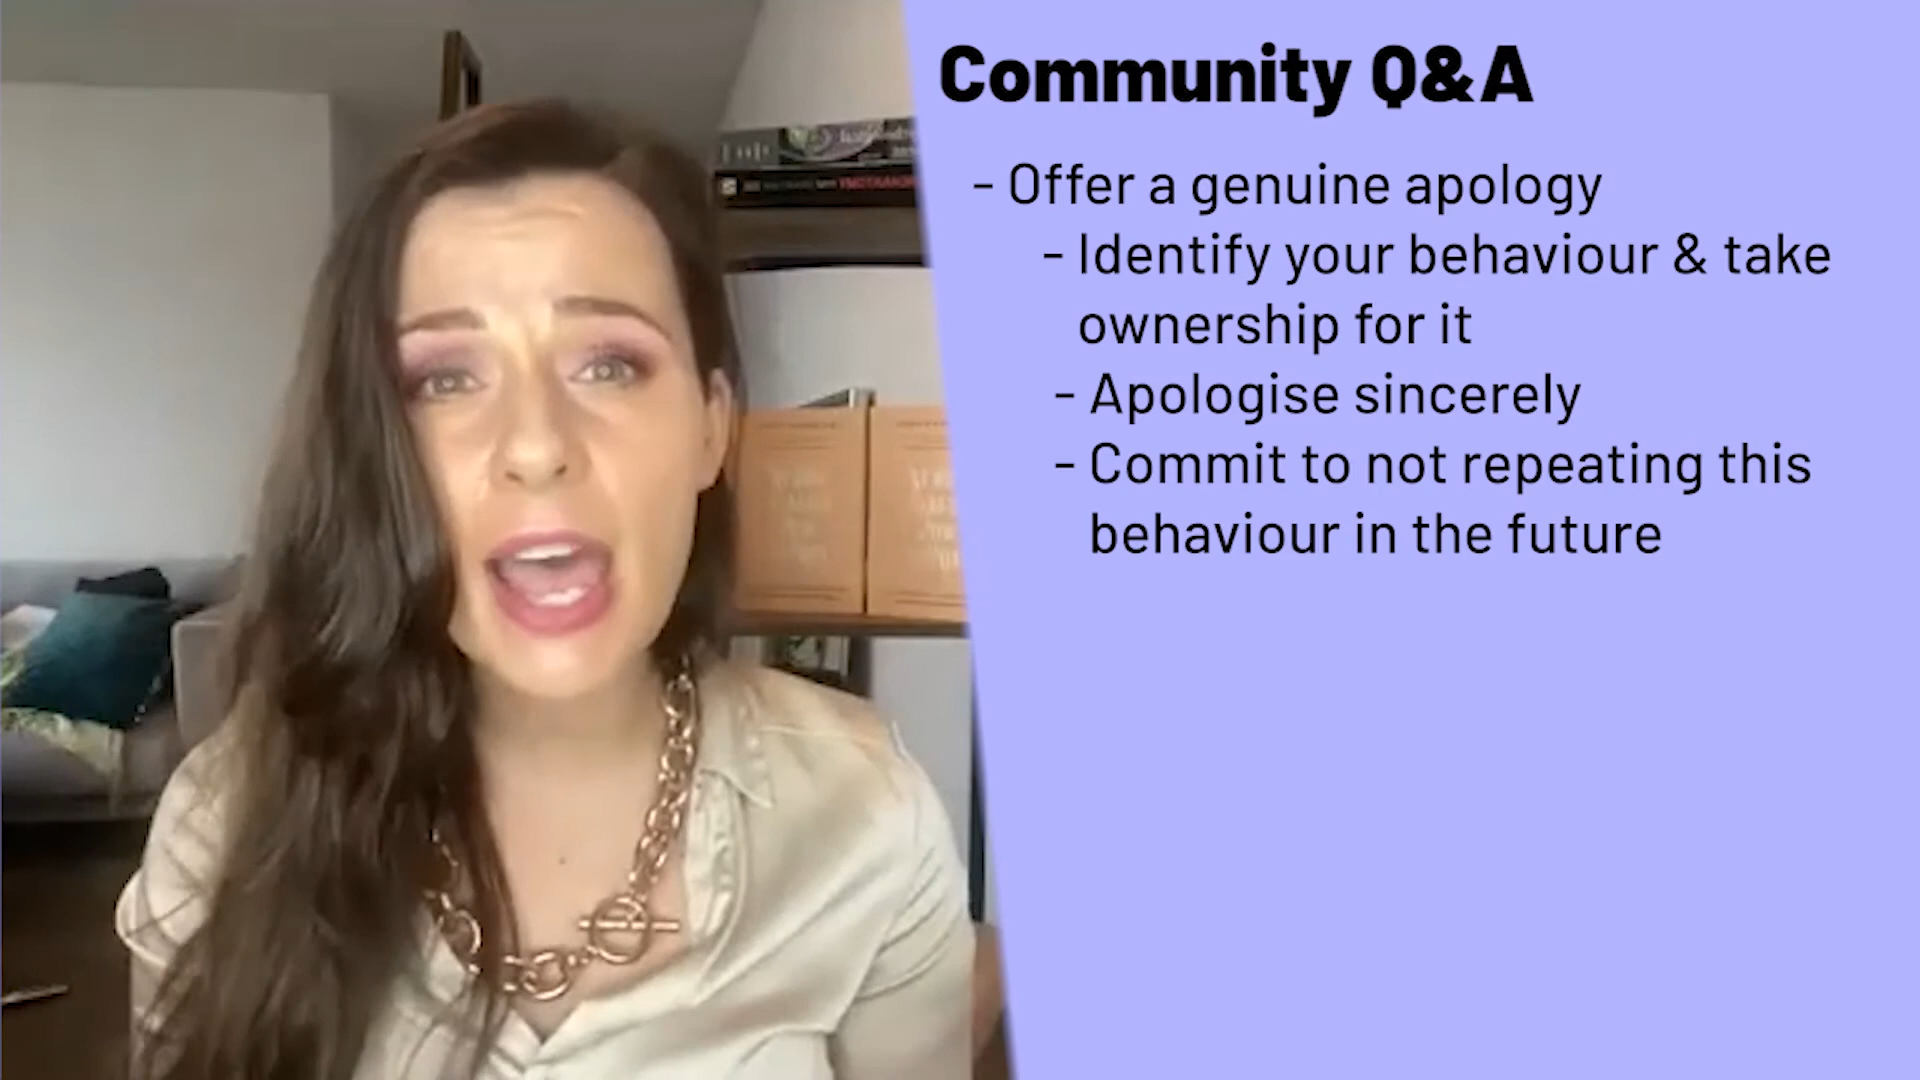 Community Q&A
- Offer a genuine apology
- Identify your behaviour & take
ownership for it
- Apologise sincerely
- Commit to not repeating this
behaviour in the future